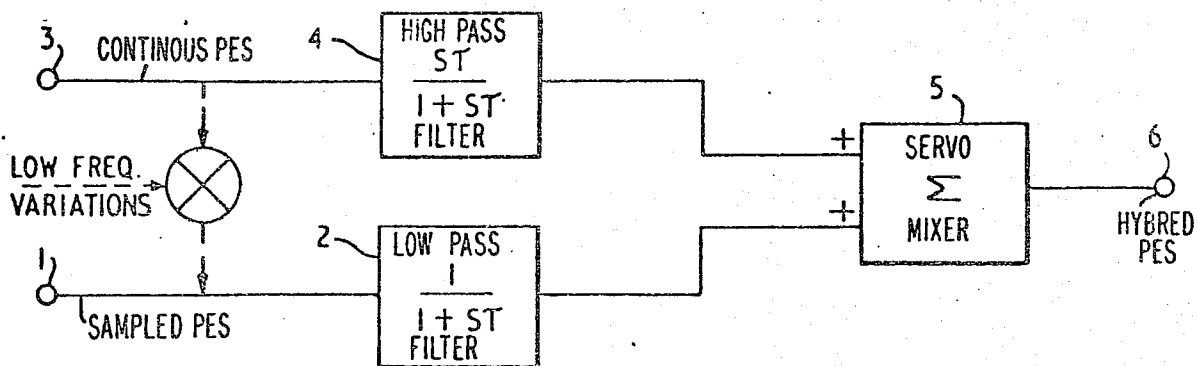 3
CONTINOUS PES
4
HIGH PASS
ST
1 + ST
FILTER
LOW FREQ.
VARIATIONS
5
+
+
SERVO
Σ
MIXER
6
HYBRED
PES
1
SAMPLED PES
2
LOW PASS
1
1 + ST
FILTER